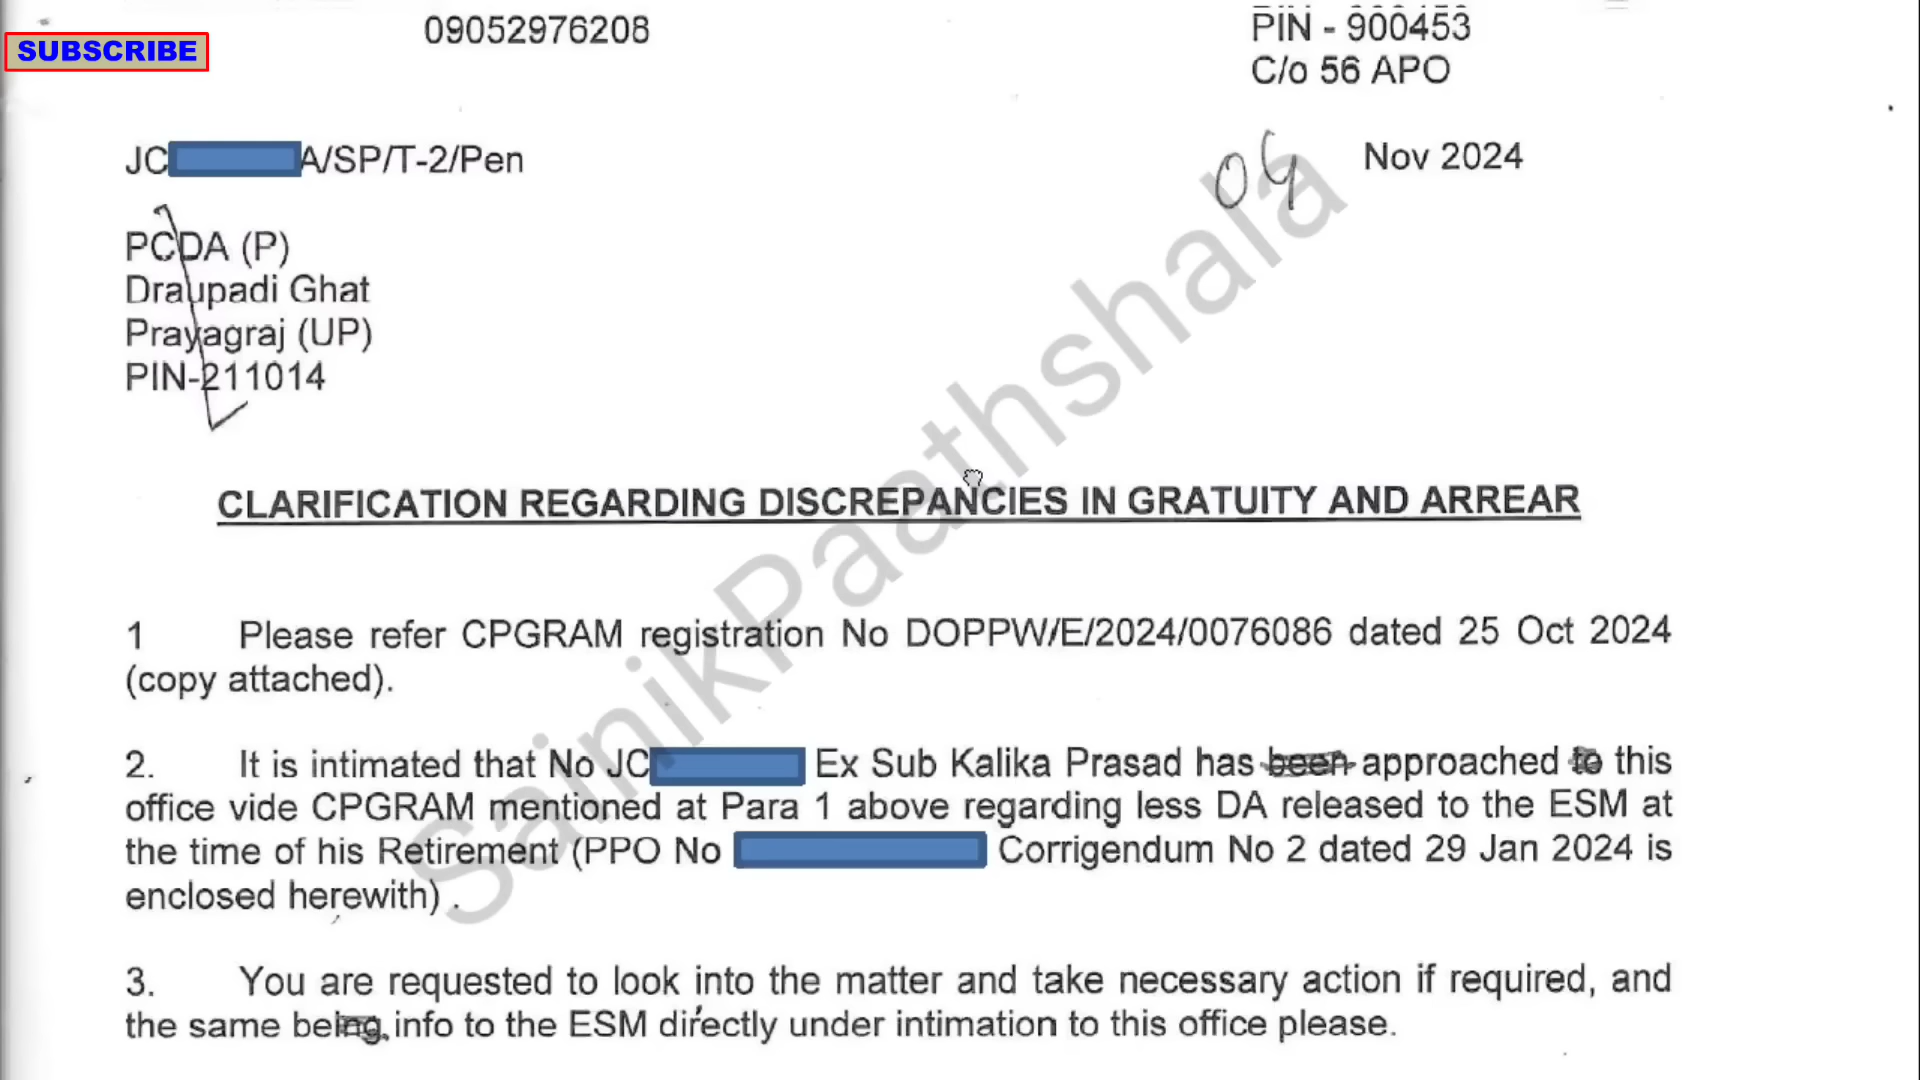 SUBSCRIBE
09052976208
PIN - 900453
C/o 56 APO
JC A/SP/T-2/Pen
04 Nov 2024
PCDA (P)
Draupadi Ghat
Prayagraj (UP)
PIN-211014
SainikPaathshala
CLARIFICATION REGARDING DISCREPANCIES IN GRATUITY AND ARREAR
1 Please refer CPGRAM registration No DOPPW/E/2024/0076086 dated 25 Oct 2024
(copy attached).
2. It is intimated that No JC Ex Sub Kalika Prasad has been approached to this
office vide CPGRAM mentioned at Para 1 above regarding less DA released to the ESM at
the time of his Retirement (PPO No Corrigendum No 2 dated 29 Jan 2024 is
enclosed herewith) .
3. You are requested to look into the matter and take necessary action if required, and
the same being info to the ESM directly under intimation to this office please.